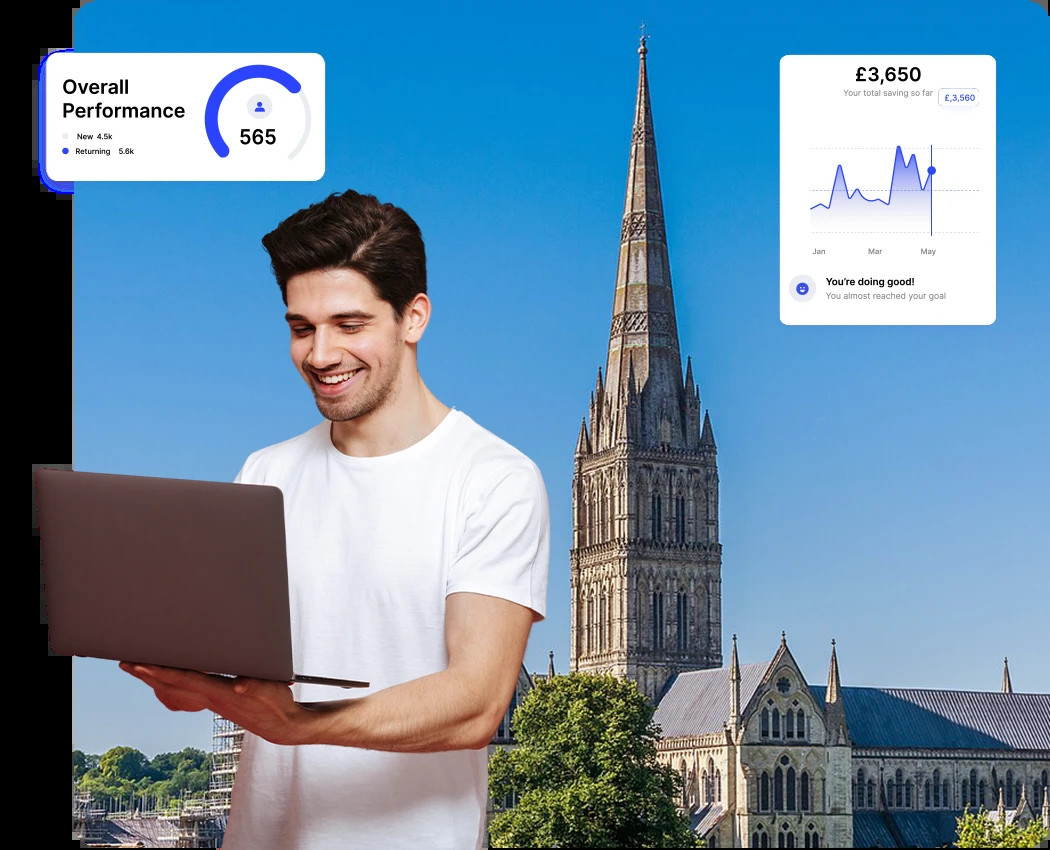 Overall
Performance
New 4.5k
Returning 5.6k
565
£3,650
Your total saving so far
£,3,560
Jan Mar May
You're doing good!
You almost reached your goal